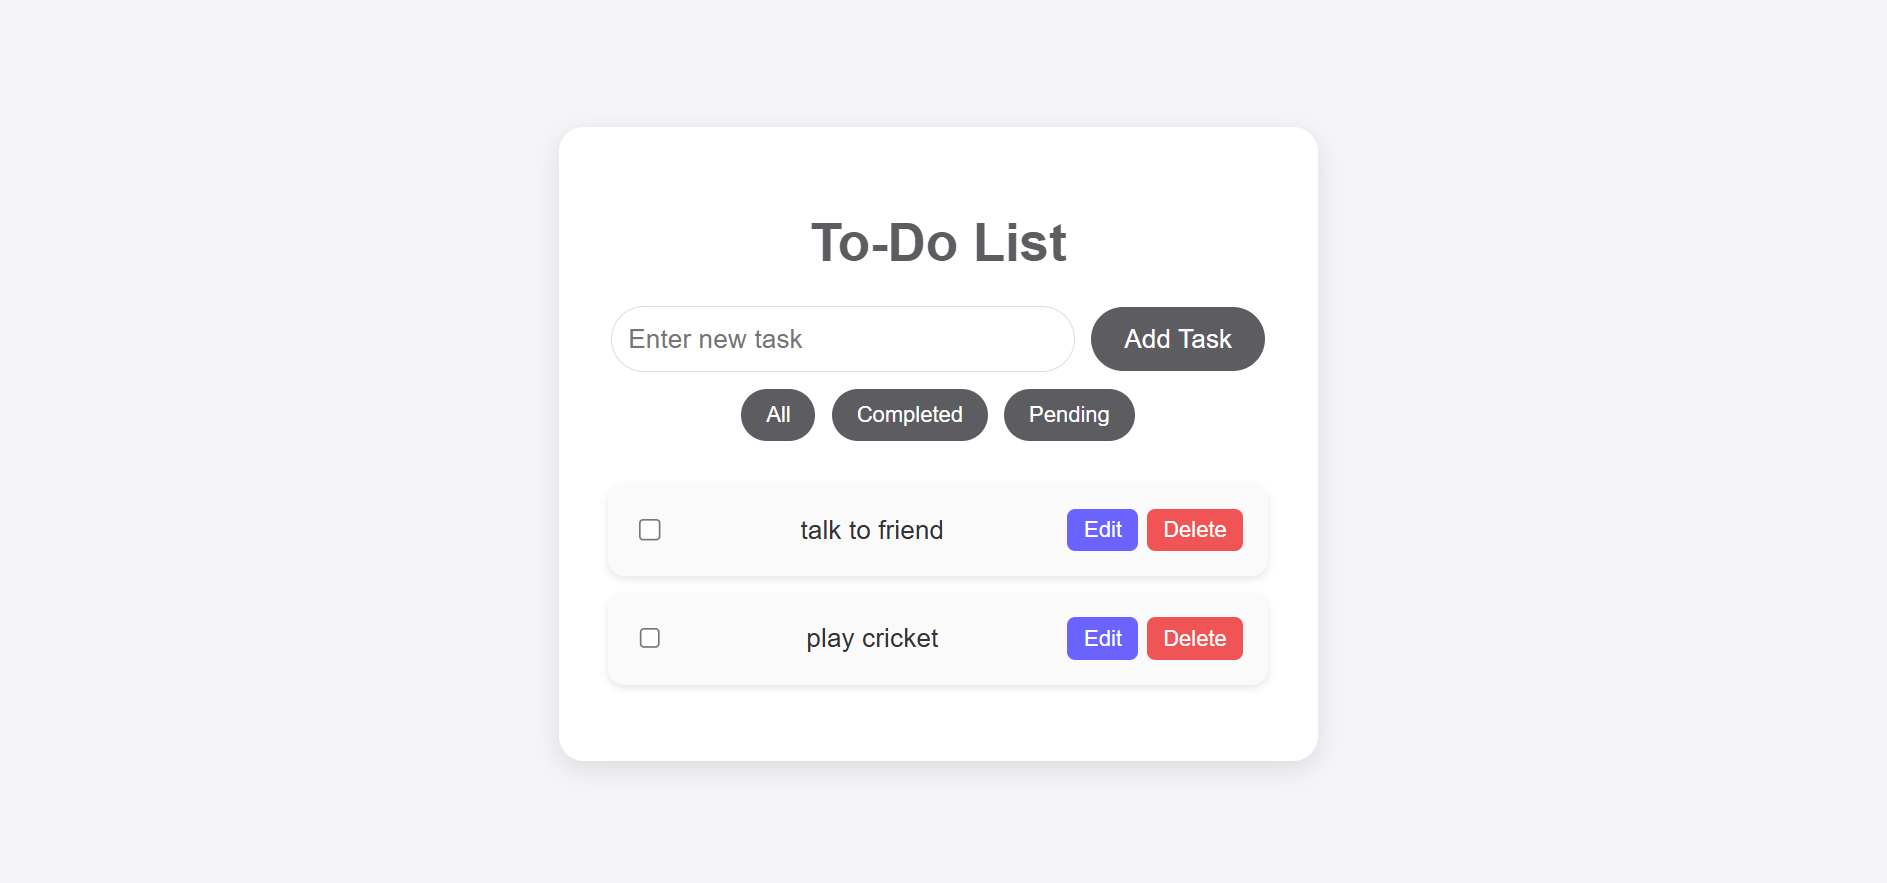 To-Do List
Enter new task Add Task
All Completed Pending
talk to friend Edit Delete
play cricket Edit Delete